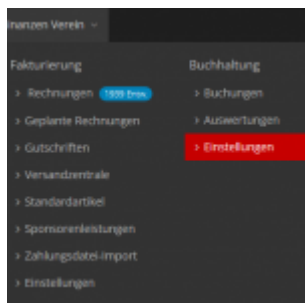 Finanzen Verein
Fakturierung
> Rechnungen
> Geplante Rechnungen
> Gutschriften
> Versandzentrale
> Standardartikel
> Sponsorenleistungen
> Zahlungsdatei-Import
> Einstellungen
Buchhaltung
> Buchungen
> Auswertungen
> Einstellungen